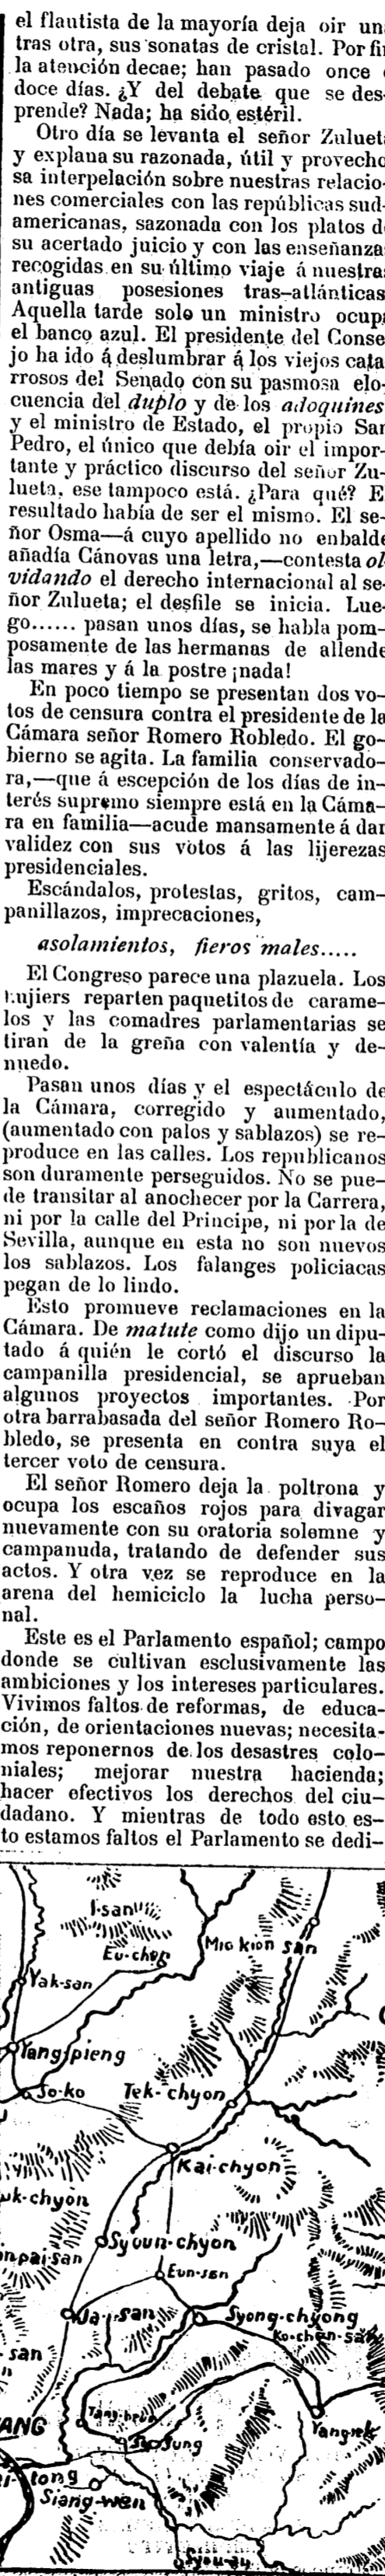 el flautista de la mayoría deja oir un
tras otra, sus sonatas de cristal. Por fin
la atención decae; han pasado once
doce días. ¿Y del debate que se des-
prende? Nada; ha sido estéril.
Otro día se levanta el señor Zulueta
y explana su razonada, útil y provecho-
sa interpelación sobre nuestras relacio-
nes comerciales con las repúblicas sud-
americanas, sazonada con los platos d
su acertado juicio y con las enseñanza
recogidas en su último viaje á nuestra
antiguas posesiones tras-atlánticas
Aquella tarde solo un ministro ocupa
el banco azul. El presidente del Conse
jo ha ido á deslumbrar á los viejos cata
rrosos del Senado con su pasmosa elo-
cuencia del duplo y de los adoquines
y el ministro de Estado, el propio San
Pedro, el único que debía oir el impor-
tante y práctico discurso del señor Zu-
lueta, ese tampoco está. ¿Para qué? E
resultado había de ser el mismo. El se-
ñor Osma—á cuyo apellido no enbalde
añadía Cánovas una letra,—contesta ol-
vidando el derecho internacional al se-
ñor Zulueta; el desfile se inicia. Lue-
go...... pasan unos días, se habla pom-
posamente de las hermanas de allende
las mares y á la postre ¡nada!
En poco tiempo se presentan dos vo-
tos de censura contra el presidente de la
Cámara señor Romero Robledo. El go-
bierno se agita. La familia conservado-
ra,—que á escepción de los días de in-
terés supremo siempre está en la Cáma-
ra en familia—acude mansamente á dar
validez con sus votos á las lijerezas
presidenciales.
Escándalos, protestas, gritos, cam-
panillazos, imprecaciones,
asolamientos, fieros males.....
El Congreso parece una plazuela. Los
hujiers reparten paquetitos de carame-
los y las comadres parlamentarias se
tiran de la greña con valentía y de-
nuedo.
Pasan unos días y el espectáculo de
la Cámara, corregido y aumentado,
(aumentado con palos y sablazos) se re-
produce en las calles. Los republicanos
son duramente perseguidos. No se pue-
de transitar al anochecer por la Carrera,
ni por la calle del Principe, ni por la de
Sevilla, aunque en esta no son nuevos
los sablazos. Los falanges policiacas
pegan de lo lindo.
Esto promueve reclamaciones en la
Cámara. De matute como dijo un dipu-
tado á quién le cortó el discurso la
campanilla presidencial, se aprueban
algunos proyectos importantes. Por
otra barrabasada del señor Romero Ro-
bledo, se presenta en contra suya el
tercer voto de censura.
El señor Romero deja la poltrona y
ocupa los escaños rojos para divagar
nuevamente con su oratoria solemne y
campanuda, tratando de defender sus
actos. Y otra vez se reproduce en la
arena del hemiciclo la lucha perso-
nal.
Este es el Parlamento español; campo
donde se cultivan esclusivamente las
ambiciones y los intereses particulares.
Vivimos faltos de reformas, de educa-
ción, de orientaciones nuevas; necesita-
mos reponernos de los desastres colo-
niales; mejorar nuestra hacienda;
hacer efectivos los derechos del ciu-
dadano. Y mientras de todo esto es-
to estamos faltos el Parlamento se dedi-
I-san
Eu-chen
Mio kion san
Yak-san
Yangpieng
So-ko
Tek-chyon
Kai-chyon
uk-chyon
Syoun-chyon
npai-san
Eun-san
Ja-san
Syong-chyong
Ko-chen-san
san
ANG
Yangtek
tong
Siang-wen